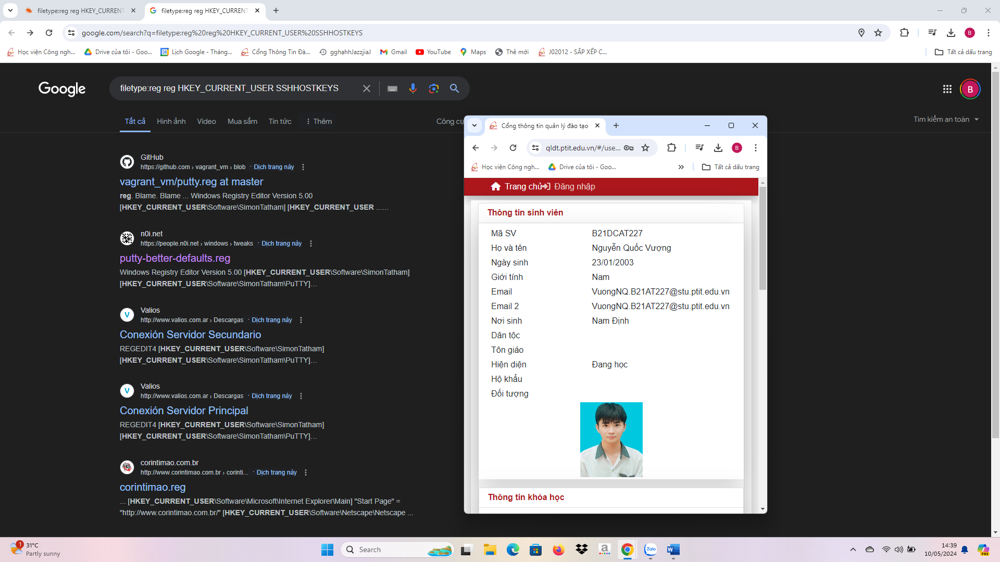 filetype:reg reg HKEY_CURRENT
filetype:reg reg HKEY_CURRENT
google.com/search?q=filetype:reg%20reg%20HKEY_CURRENT_USER%20SSHHOSTKEYS
B
Học viện Công ngh...
Drive của tôi - Goo...
28
Lịch Google - Tháng...
Cổng Thông Tin Đà...
gghạhhJazzjiaJ
Gmail
YouTube
Maps
Thẻ mới
J02012 - SẮP XẾP C...
Tất cả dấu trang
Google
filetype:reg reg HKEY_CURRENT_USER SSHHOSTKEYS
B
Tất cả
Hình ảnh
Video
Mua sắm
Tin tức
Thêm
Công cụ
Tìm kiếm an toàn
GitHub
https://github.com › vagrant_vm › blob · Dịch trang này
vagrant_vm/putty.reg at master
reg. Blame. Blame ... Windows Registry Editor Version 5.00
[HKEY_CURRENT_USER\Software\SimonTatham] [HKEY_CURRENT_USER ...…
n0i.net
https://people.n0i.net › windows › tweaks · Dịch trang này
putty-better-defaults.reg
Windows Registry Editor Version 5.00 [HKEY_CURRENT_USER\Software\SimonTatham]
[HKEY_CURRENT_USER\Software\SimonTatham\PuTTY]…
V
Valios
http://www.valios.com.ar › Descargas · Dịch trang này
Conexión Servidor Secundario
REGEDIT4 [HKEY_CURRENT_USER\Software\SimonTatham]
[HKEY_CURRENT_USER\Software\SimonTatham\PuTTY]…
V
Valios
http://www.valios.com.ar › Descargas · Dịch trang này
Conexión Servidor Principal
REGEDIT4 [HKEY_CURRENT_USER\Software\SimonTatham]
[HKEY_CURRENT_USER\Software\SimonTatham\PuTTY]…
corintimao.com.br
http://www.corintimao.com.br › corinti... · Dịch trang này
corintimao.reg
... [HKEY_CURRENT_USER\Software\Microsoft\Internet Explorer\Main] "Start Page" =
"http://www.corintimao.com.br/" [HKEY_CURRENT_USER\Software\Netscape\Netscape ...
Cổng thông tin quản lý đào tạo
qldt.ptit.edu.vn/#/use...
B
Học viện Công ngh...
Drive của tôi - Goo...
Tất cả dấu trang
Trang chủ
Đăng nhập
Thông tin sinh viên
Mã SV B21DCAT227
Họ và tên Nguyễn Quốc Vượng
Ngày sinh 23/01/2003
Giới tính Nam
Email VuongNQ.B21AT227@stu.ptit.edu.vn
Email 2 VuongNQ.B21AT227@stu.ptit.edu.vn
Nơi sinh Nam Định
Dân tộc
Tôn giáo
Hiện diện Đang học
Hộ khẩu
Đối tượng
Thông tin khóa học
1
31°C
Partly sunny
Search
a
Zalo
W
14:39
10/05/2024
PRE